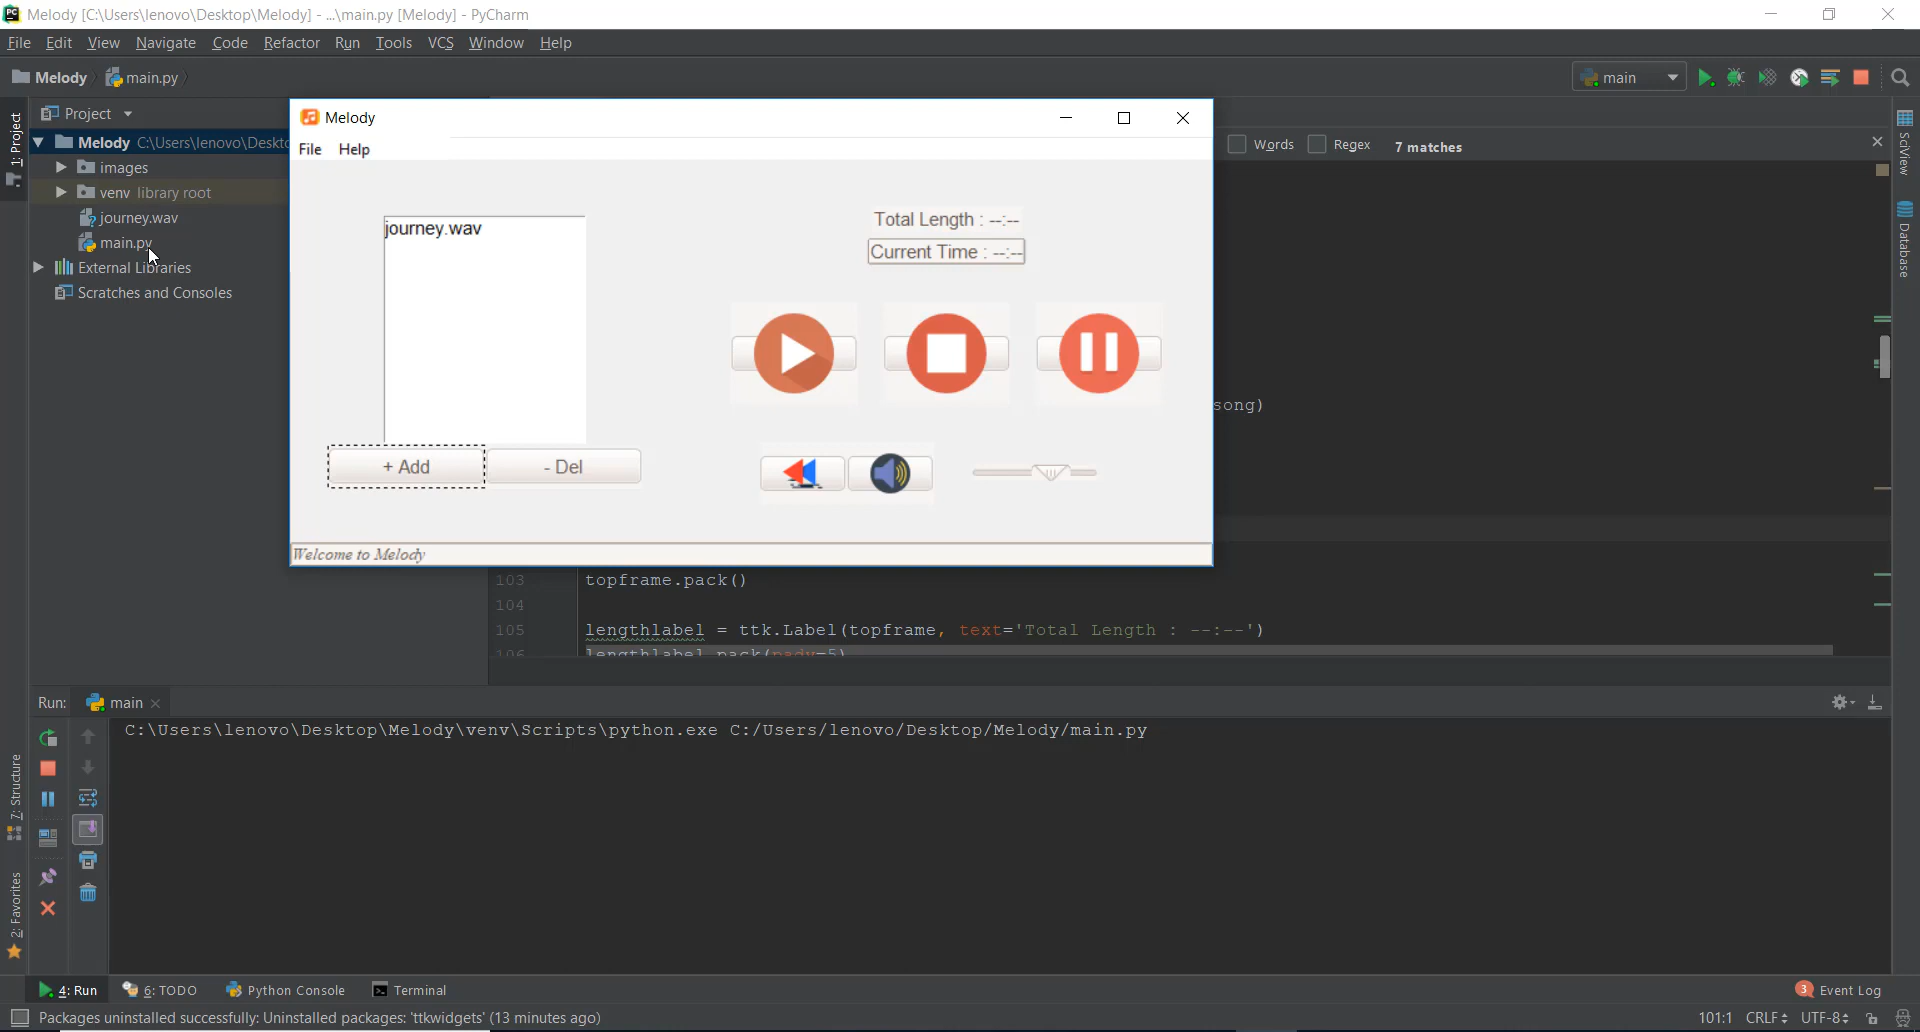 Melody [C:\Users\lenovo\Desktop\Melody] - ...\main.py [Melody] - PyCharm
File Edit View Navigate Code Refactor Run Tools VCS Window Help
Melody main.py main
Project
1: Project
Melody C:\Users\lenovo\Deskto
images
venv library root
journey.wav
main.py
External Libraries
Scratches and Consoles
Melody
File Help
journey.wav
Total Length : --:--
Current Time : --:--
+ Add - Del
Welcome to Melody
Words Regex 7 matches
SciView
Database
song)
103 topframe.pack()
104
105 lengthlabel = ttk.Label(topframe, text='Total Length : --:--')
106 lengthlabel.pack(pady=5)
Run: main
C:\Users\lenovo\Desktop\Melody\venv\Scripts\python.exe C:/Users/lenovo/Desktop/Melody/main.py
7: Structure
2: Favorites
4: Run 6: TODO Python Console Terminal 3 Event Log
Packages uninstalled successfully: Uninstalled packages: 'ttkwidgets' (13 minutes ago) 101:1 CRLF UTF-8